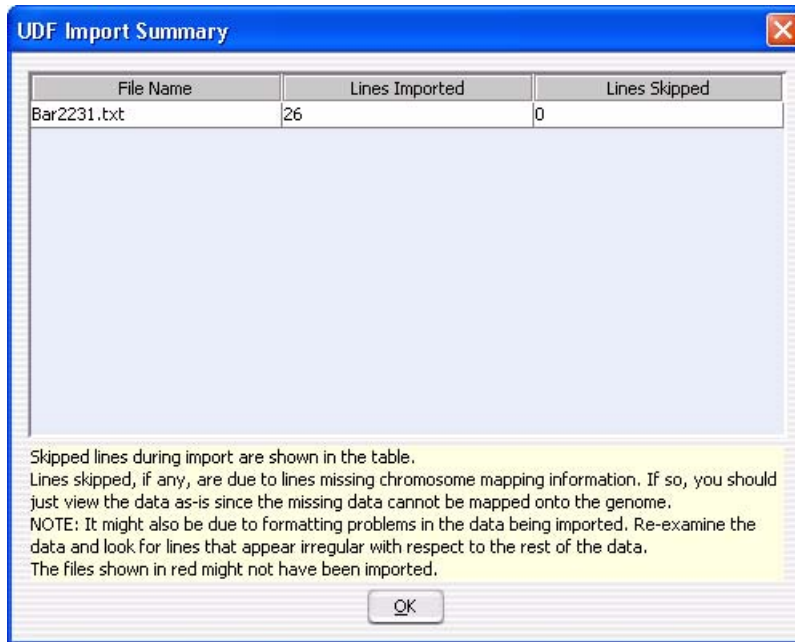 UDF Import Summary
File Name Lines Imported Lines Skipped
Bar2231.txt 26 0
Skipped lines during import are shown in the table.
Lines skipped, if any, are due to lines missing chromosome mapping information. If so, you should
just view the data as-is since the missing data cannot be mapped onto the genome.
NOTE: It might also be due to formatting problems in the data being imported. Re-examine the
data and look for lines that appear irregular with respect to the rest of the data.
The files shown in red might not have been imported.
OK